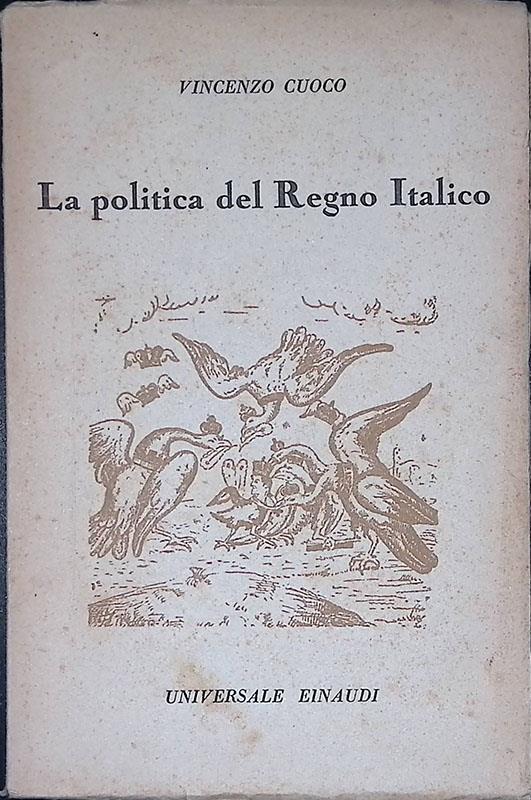 VINCENZO CUOCO
La politica del Regno Italico
UNIVERSALE EINAUDI